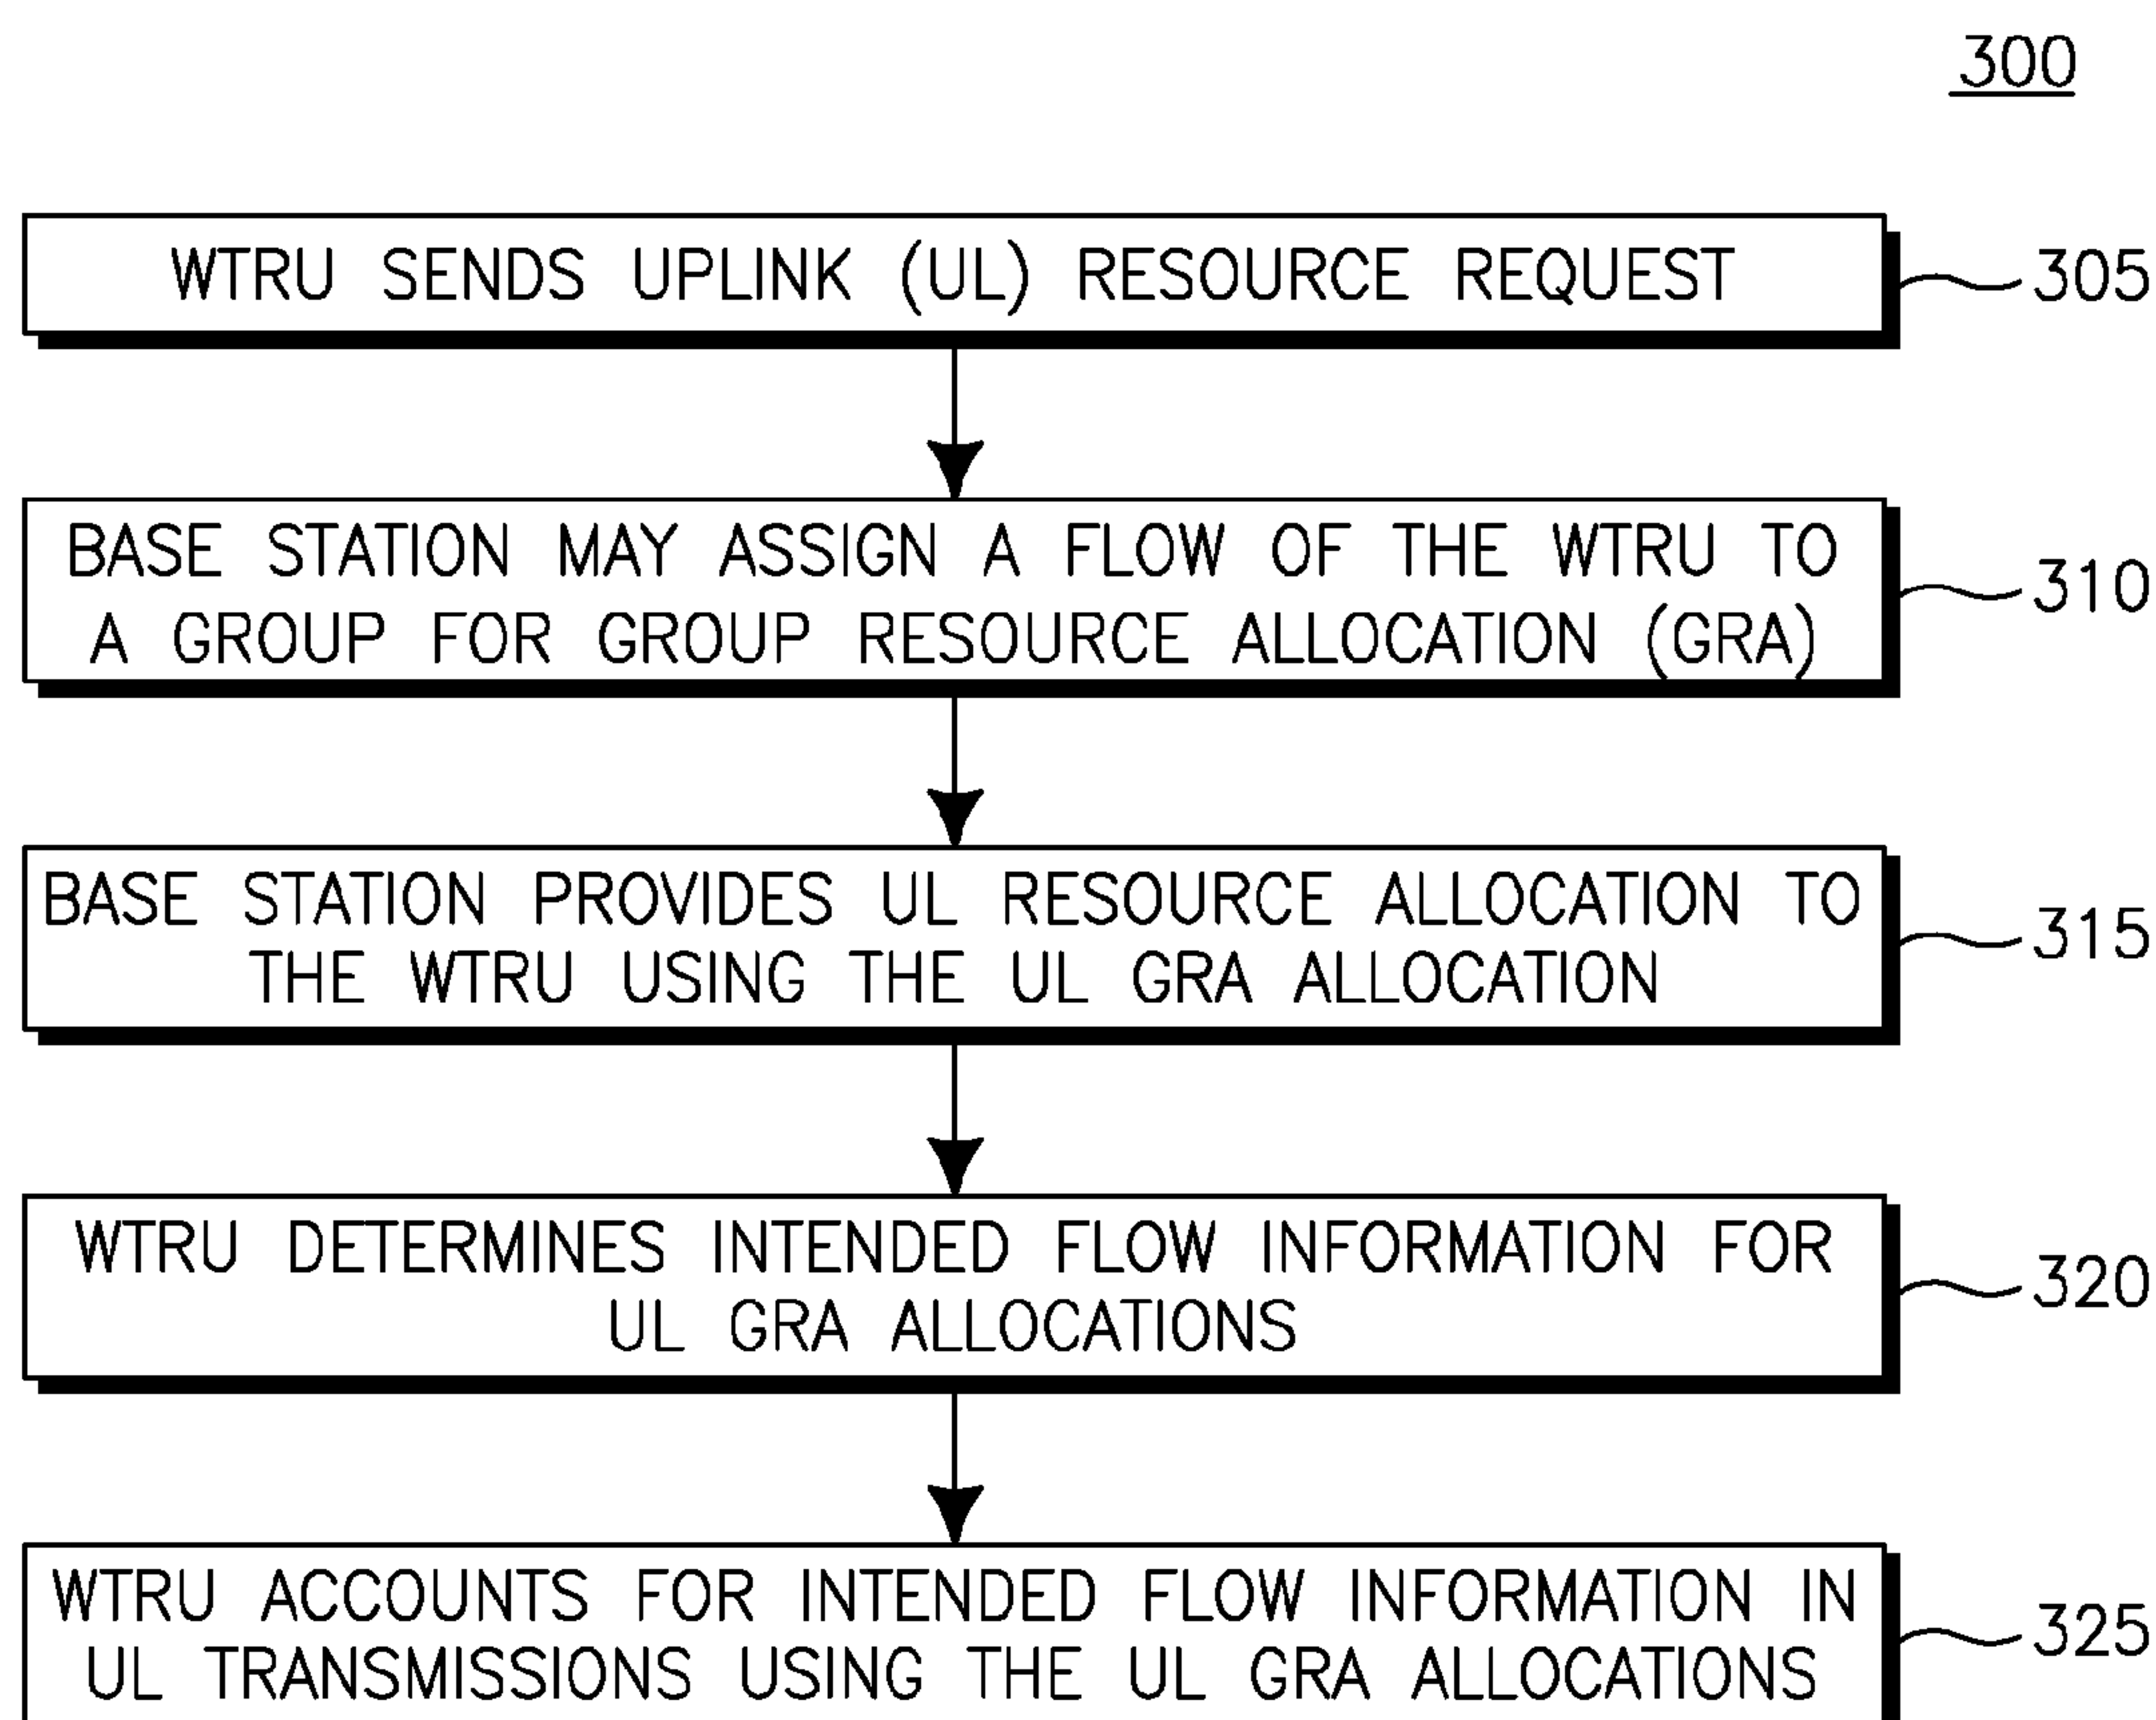 300
WTRU SENDS UPLINK (UL) RESOURCE REQUEST
305
BASE STATION MAY ASSIGN A FLOW OF THE WTRU TO
A GROUP FOR GROUP RESOURCE ALLOCATION (GRA)
310
BASE STATION PROVIDES UL RESOURCE ALLOCATION TO
THE WTRU USING THE UL GRA ALLOCATION
315
WTRU DETERMINES INTENDED FLOW INFORMATION FOR
UL GRA ALLOCATIONS
320
WTRU ACCOUNTS FOR INTENDED FLOW INFORMATION IN
UL TRANSMISSIONS USING THE UL GRA ALLOCATIONS
325